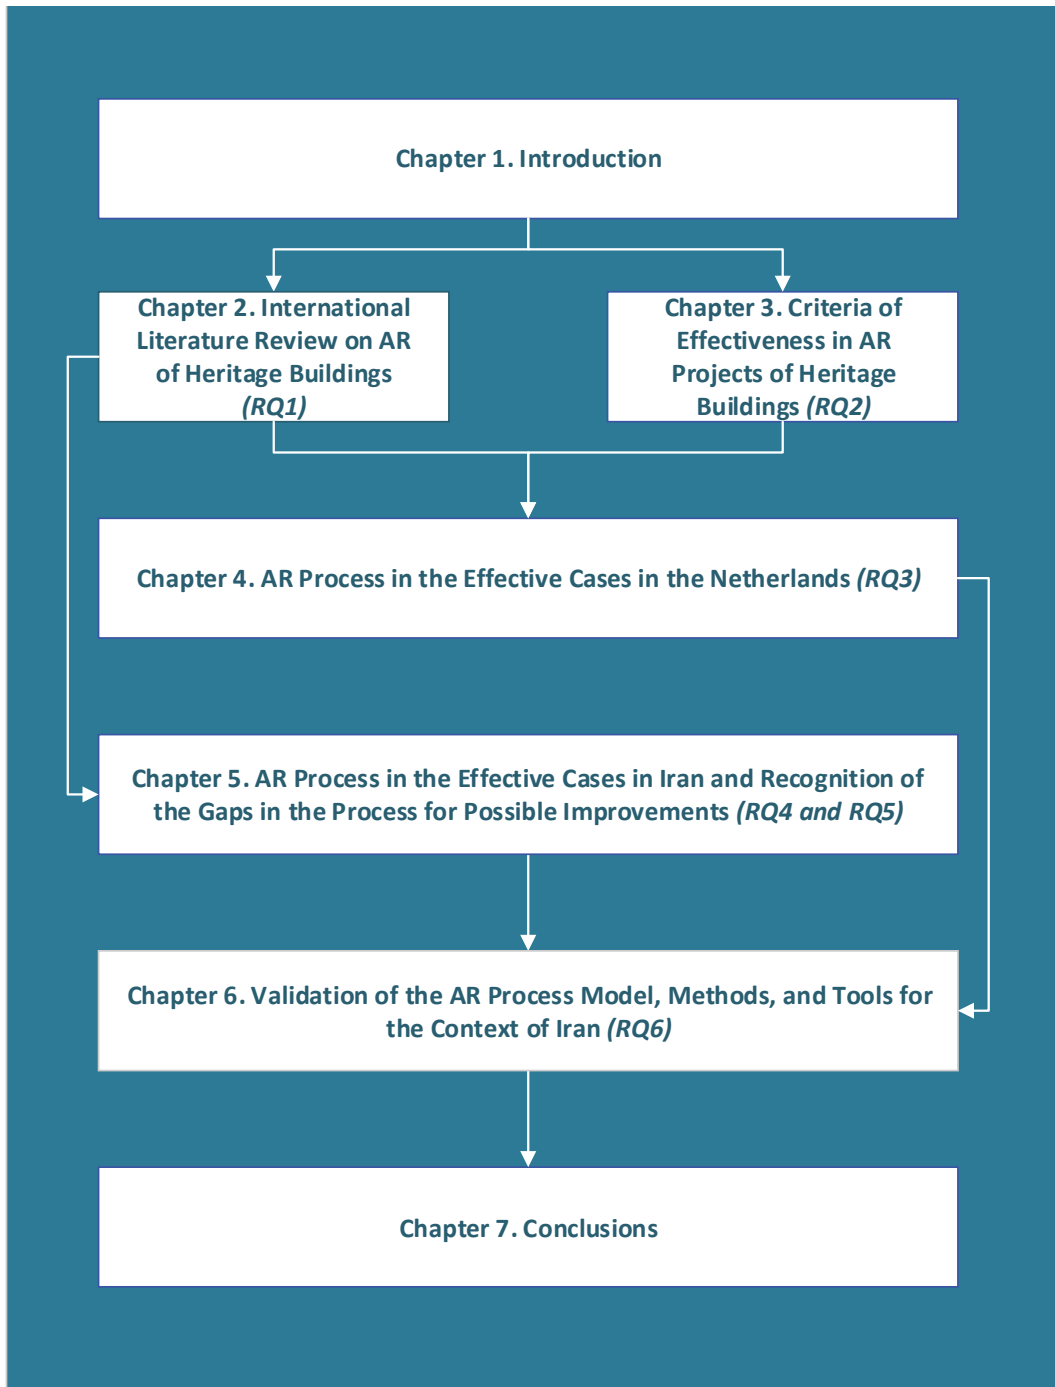 Chapter 1. Introduction
Chapter 2. International
Literature Review on AR
of Heritage Buildings
(RQ1)
Chapter 3. Criteria of
Effectiveness in AR
Projects of Heritage
Buildings (RQ2)
Chapter 4. AR Process in the Effective Cases in the Netherlands (RQ3)
Chapter 5. AR Process in the Effective Cases in Iran and Recognition of
the Gaps in the Process for Possible Improvements (RQ4 and RQ5)
Chapter 6. Validation of the AR Process Model, Methods, and Tools for
the Context of Iran (RQ6)
Chapter 7. Conclusions